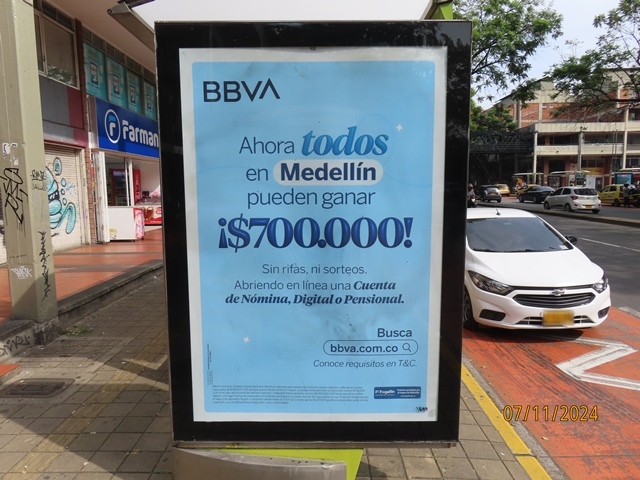 BBVA
Ahora todos
en Medellín
pueden ganar
¡$700.000!
Sin rifas, ni sorteos.
Abriendo en línea una Cuenta
de Nómina, Digital o Pensional.
Busca
bbva.com.co
Conoce requisitos en T&C.
Fogafín
Farman
07/11/2024